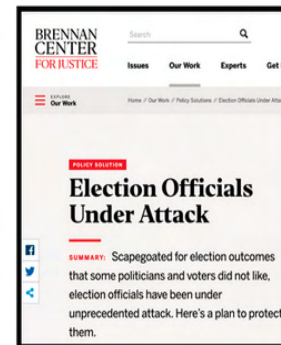 BRENNAN
CENTER
FOR JUSTICE
Search
Issues Our Work Experts Get
EXPLORE
Our Work
Home // Our Work // Policy Solutions // Election Officials Under Atta
POLICY SOLUTION
Election Officials
Under Attack
SUMMARY: Scapegoated for election outcomes
that some politicians and voters did not like,
election officials have been under
unprecedented attack. Here's a plan to protect
them.